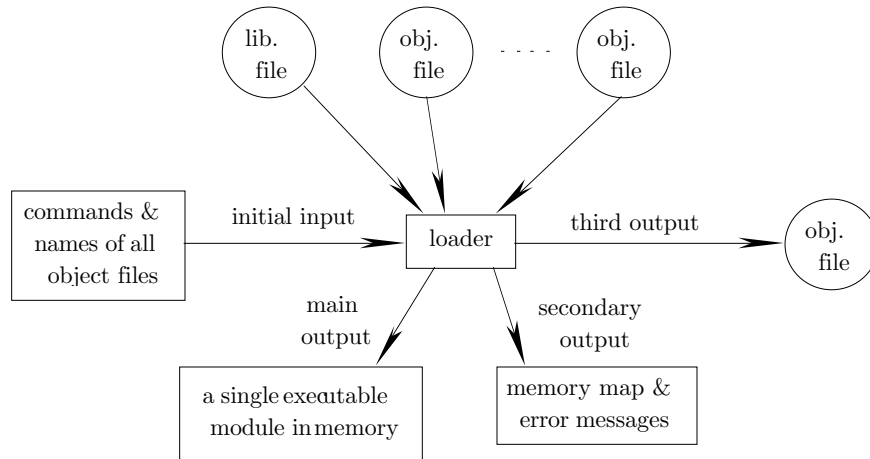 lib.
file
obj.
file
obj.
file
commands &
names of all
object files
initial input
loader
third output
obj.
file
main
output
secondary
output
a single executable
module in memory
memory map &
error messages